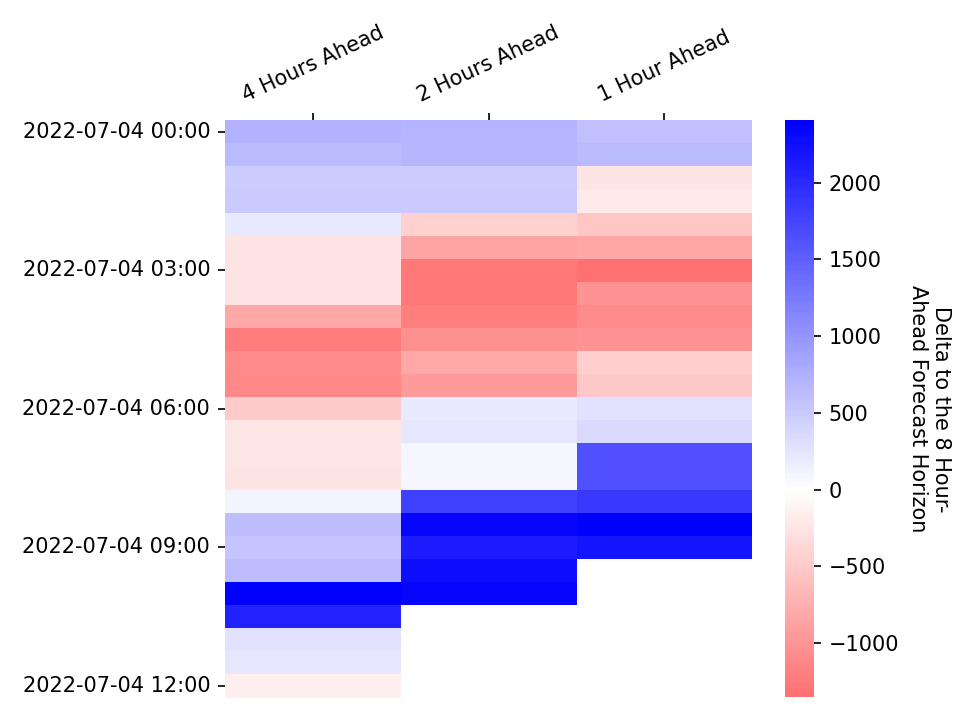 4 Hours Ahead
2 Hours Ahead
1 Hour Ahead
2022-07-04 00:00
2022-07-04 03:00
2022-07-04 06:00
2022-07-04 09:00
2022-07-04 12:00
2000
1500
1000
500
0
−500
−1000
Delta to the 8 Hour-
Ahead Forecast Horizon